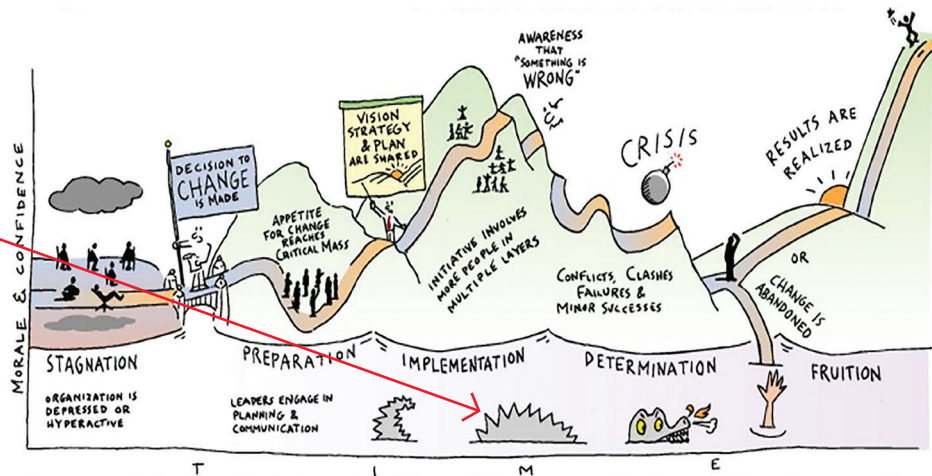 AWARENESS
THAT
"SOMETHING IS
WRONG"
VISION
STRATEGY
& PLAN
ARE SHARED
DECISION TO
CHANGE
IS MADE
CRISIS
RESULTS ARE
REALIZED
APPETITE
FOR CHANGE
REACHES
CRITICAL MASS
INITIATIVE INVOLVES
MORE PEOPLE IN
MULTIPLE LAYERS
CONFLICTS, CLASHES
FAILURES &
MINOR SUCCESSES
OR
CHANGE IS
ABANDONED
MORALE & CONFIDENCE
STAGNATION
PREPARATION
IMPLEMENTATION
DETERMINATION
FRUITION
ORGANIZATION IS
DEPRESSED OR
HYPERACTIVE
LEADERS ENGAGE IN
PLANNING &
COMMUNICATION
T I M E